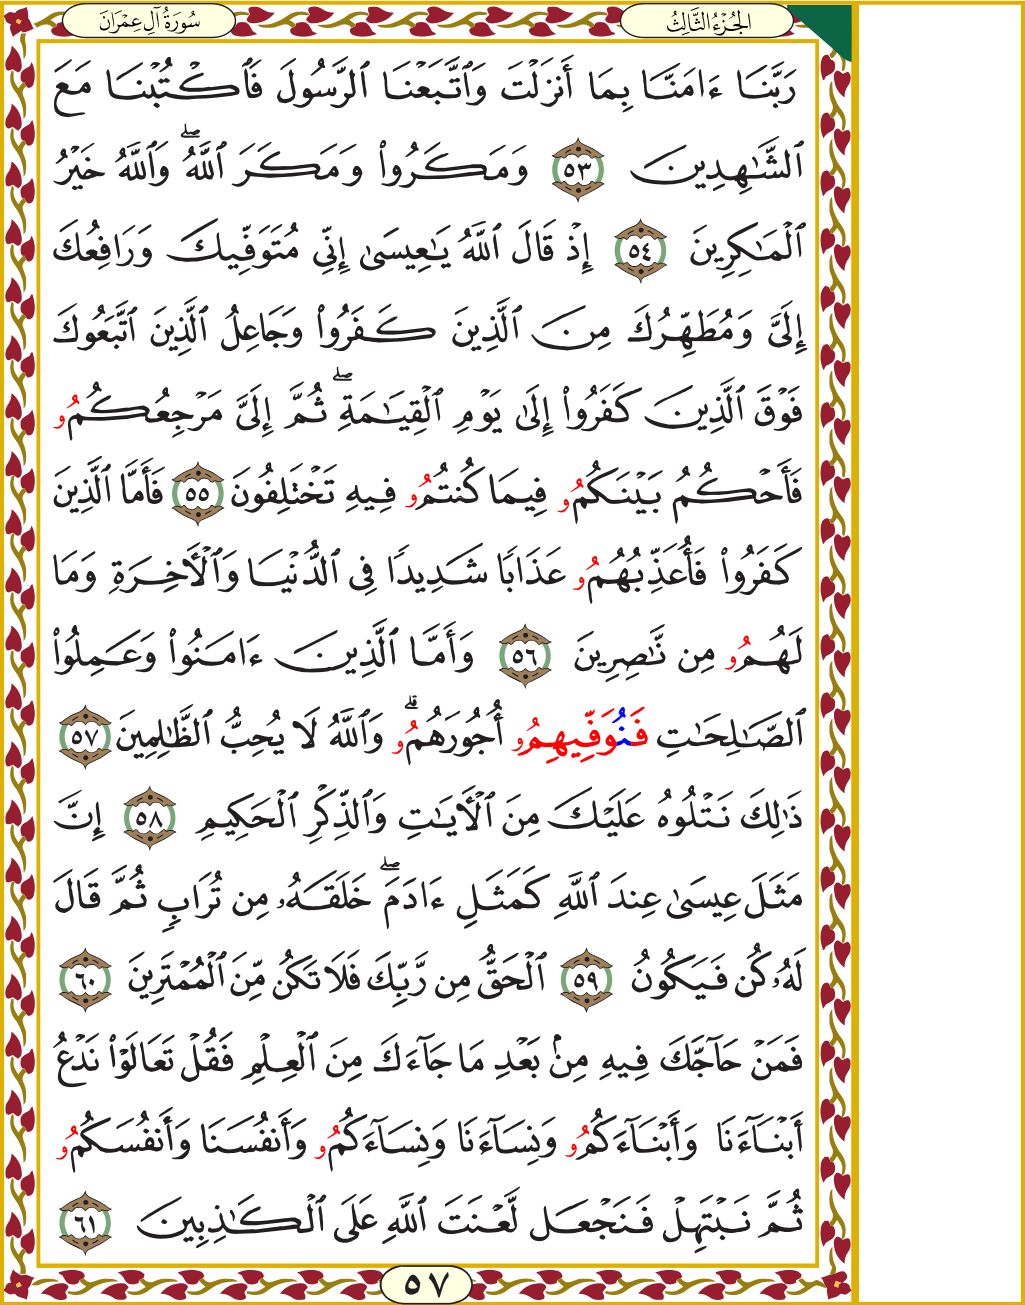 الجُزْءُ الثَّالِثُ
سُورَةُ آلِ عِمْرَانَ
رَبَّنَا ءَامَنَّا بِمَا أَنزَلْتَ وَٱتَّبَعْنَا ٱلرَّسُولَ فَٱكْتُبْنَا مَعَ
ٱلشَّٰهِدِينَ ٥٣ وَمَكَرُوا۟ وَمَكَرَ ٱللَّهُ ۖ وَٱللَّهُ خَيْرُ
ٱلْمَٰكِرِينَ ٥٤ إِذْ قَالَ ٱللَّهُ يَٰعِيسَىٰ إِنِّى مُتَوَفِّيكَ وَرَافِعُكَ
إِلَىَّ وَمُطَهِّرُكَ مِنَ ٱلَّذِينَ كَفَرُوا۟ وَجَاعِلُ ٱلَّذِينَ ٱتَّبَعُوكَ
فَوْقَ ٱلَّذِينَ كَفَرُوا۟ إِلَىٰ يَوْمِ ٱلْقِيَٰمَةِ ۖ ثُمَّ إِلَىَّ مَرْجِعُكُمُو
فَأَحْكُمُ بَيْنَكُمُو فِيمَا كُنتُمُو فِيهِ تَخْتَلِفُونَ ٥٥ فَأَمَّا ٱلَّذِينَ
كَفَرُوا۟ فَأُعَذِّبُهُمُو عَذَابًا شَدِيدًا فِى ٱلدُّنْيَا وَٱلْأَخِرَةِ وَمَا
لَهُمُو مِن نَّٰصِرِينَ ٥٦ وَأَمَّا ٱلَّذِينَ ءَامَنُوا۟ وَعَمِلُوا۟
ٱلصَّٰلِحَٰتِ فَنُوَفِّيهِمُو أُجُورَهُمُو ۗ وَٱللَّهُ لَا يُحِبُّ ٱلظَّٰلِمِينَ ٥٧
ذَٰلِكَ نَتْلُوهُ عَلَيْكَ مِنَ ٱلْأَيَٰتِ وَٱلذِّكْرِ ٱلْحَكِيمِ ٥٨ إِنَّ
مَثَلَ عِيسَىٰ عِندَ ٱللَّهِ كَمَثَلِ ءَادَمَ ۖ خَلَقَهُۥ مِن تُرَابٍ ثُمَّ قَالَ
لَهُۥ كُن فَيَكُونُ ٥٩ ٱلْحَقُّ مِن رَّبِّكَ فَلَا تَكُن مِّنَ ٱلْمُمْتَرِينَ ٦٠
فَمَنْ حَآجَّكَ فِيهِ مِنۢ بَعْدِ مَا جَآءَكَ مِنَ ٱلْعِلْمِ فَقُلْ تَعَالَوْا۟ نَدْعُ
أَبْنَآءَنَا وَأَبْنَآءَكُمُو وَنِسَآءَنَا وَنِسَآءَكُمُو وَأَنفُسَنَا وَأَنفُسَكُمُو
ثُمَّ نَبْتَهِلْ فَنَجْعَل لَّعْنَتَ ٱللَّهِ عَلَى ٱلْكَٰذِبِينَ ٦١
٥٧